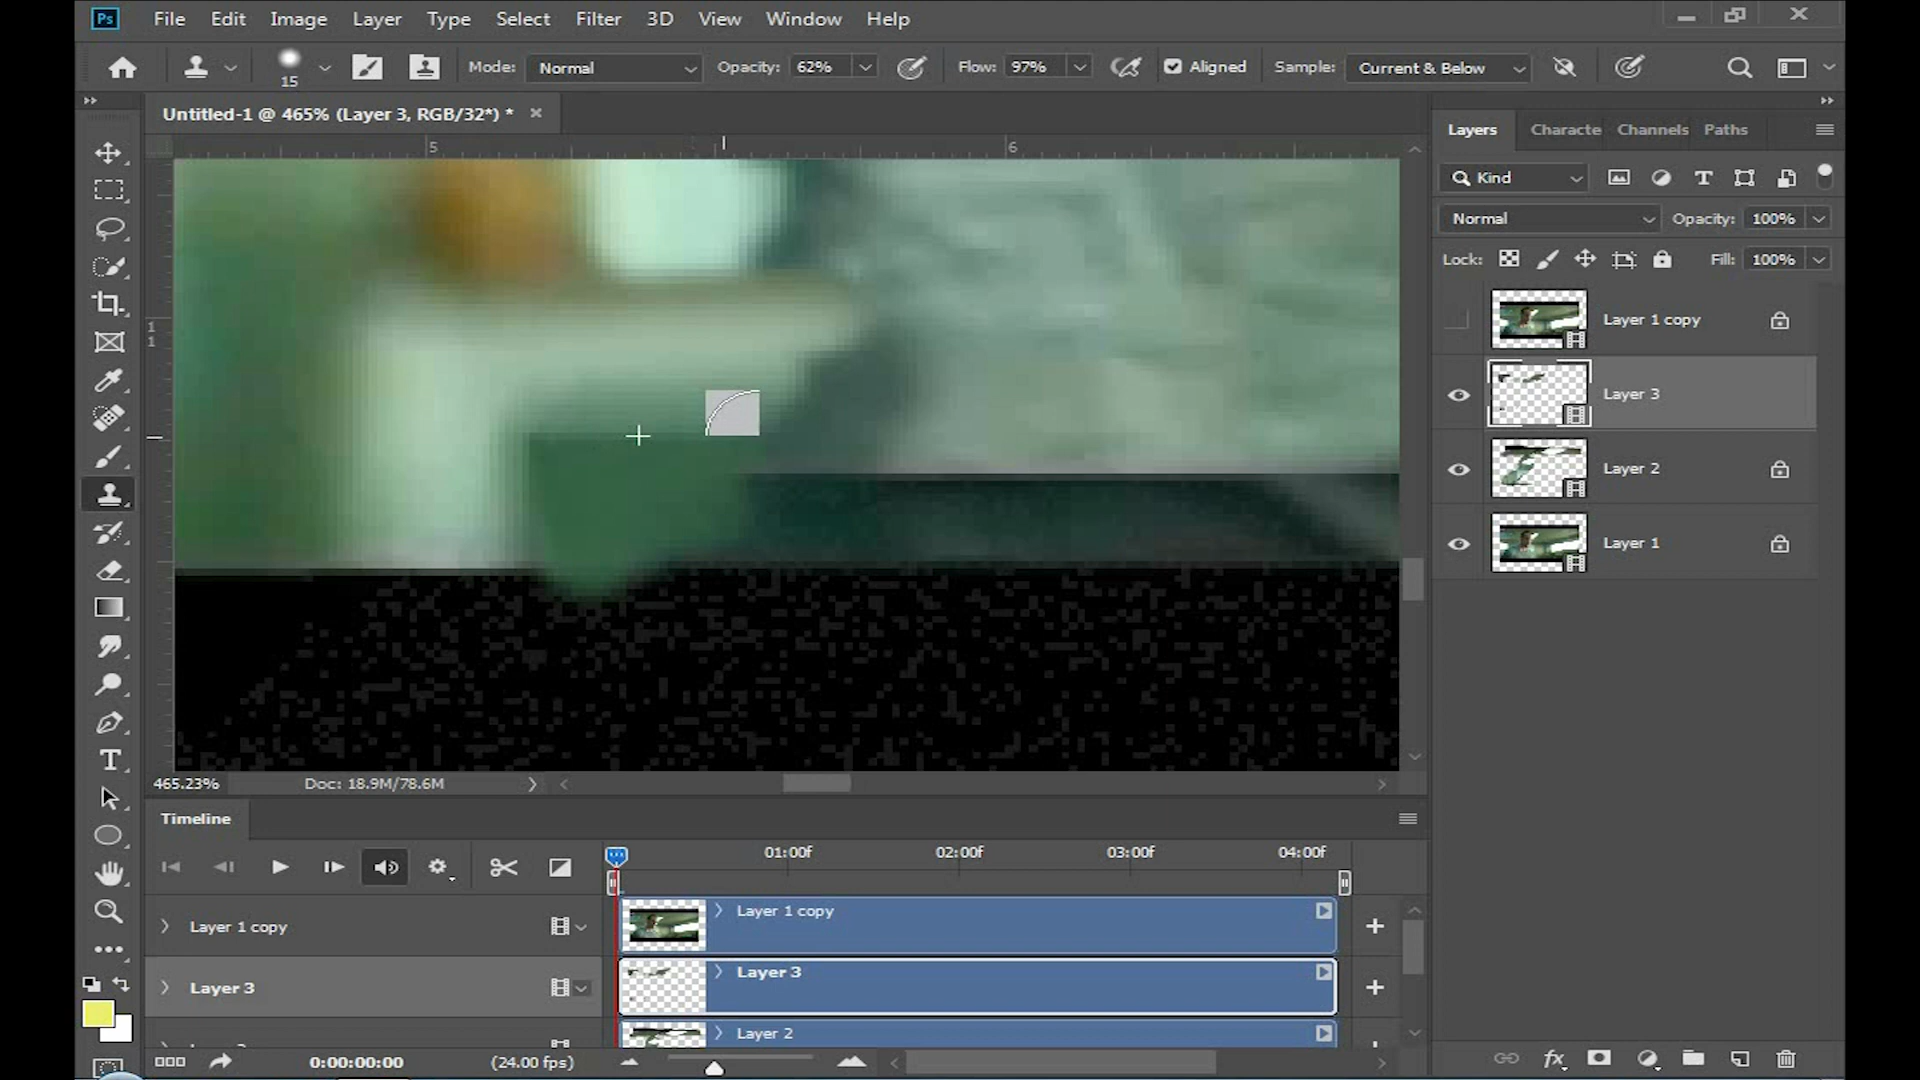 Ps File Edit Image Layer Type Select Filter 3D View Window Help
15 Mode: Normal Opacity: 62% Flow: 97% Aligned Sample: Current & Below
Untitled-1 @ 465% (Layer 3, RGB/32*) *
5 6
1
1
465.23% Doc: 18.9M/78.6M
Layers Characte Channels Paths
Kind
Normal Opacity: 100%
Lock: Fill: 100%
Layer 1 copy
Layer 3
Layer 2
Layer 1
Timeline
01:00f 02:00f 03:00f 04:00f
Layer 1 copy Layer 1 copy
Layer 3 Layer 3
Layer 2
0:00:00:00 (24.00 fps)